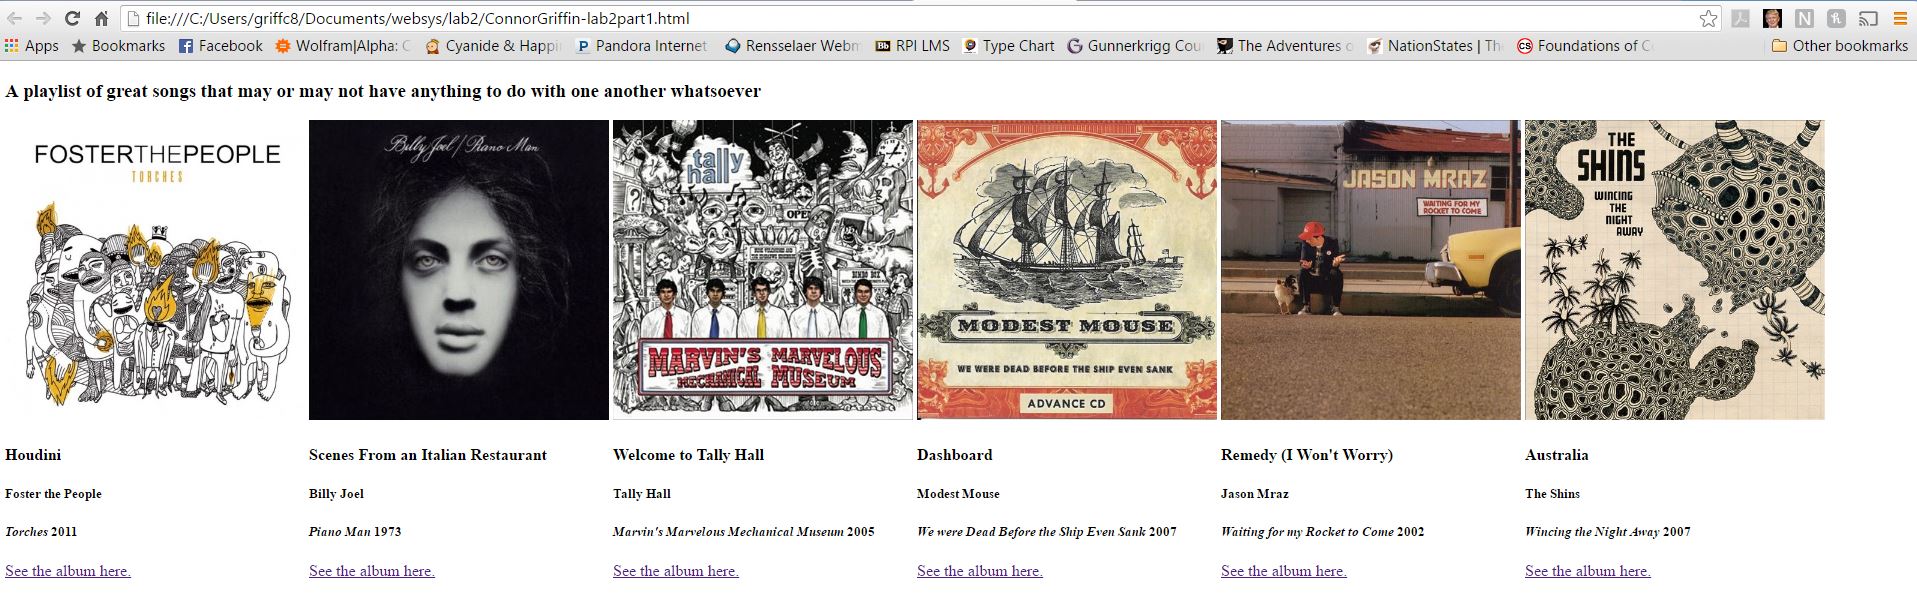 file:///C:/Users/griffc8/Documents/websys/lab2/ConnorGriffin-lab2part1.html
Apps Bookmarks Facebook Wolfram|Alpha: C Cyanide & Happi Pandora Internet Rensselaer Webm Bb RPI LMS Type Chart Gunnerkrigg Cou The Adventures o NationStates | The CS Foundations of C Other bookmarks
A playlist of great songs that may or may not have anything to do with one another whatsoever
FOSTERTHEPEOPLE
TORCHES
Billy Joel / Piano Man
tally
hall
OPEN
BINGO BOZ
MARVIN'S MARVELOUS
MECHANICAL MUSEUM
MODEST MOUSE
WE WERE DEAD BEFORE THE SHIP EVEN SANK
ADVANCE CD
JASON MRAZ
WAITING FOR MY
ROCKET TO COME
THE
SHINS
WINCING
THE
NIGHT
AWAY
Houdini
Foster the People
Torches 2011
See the album here.
Scenes From an Italian Restaurant
Billy Joel
Piano Man 1973
See the album here.
Welcome to Tally Hall
Tally Hall
Marvin's Marvelous Mechanical Museum 2005
See the album here.
Dashboard
Modest Mouse
We were Dead Before the Ship Even Sank 2007
See the album here.
Remedy (I Won't Worry)
Jason Mraz
Waiting for my Rocket to Come 2002
See the album here.
Australia
The Shins
Wincing the Night Away 2007
See the album here.